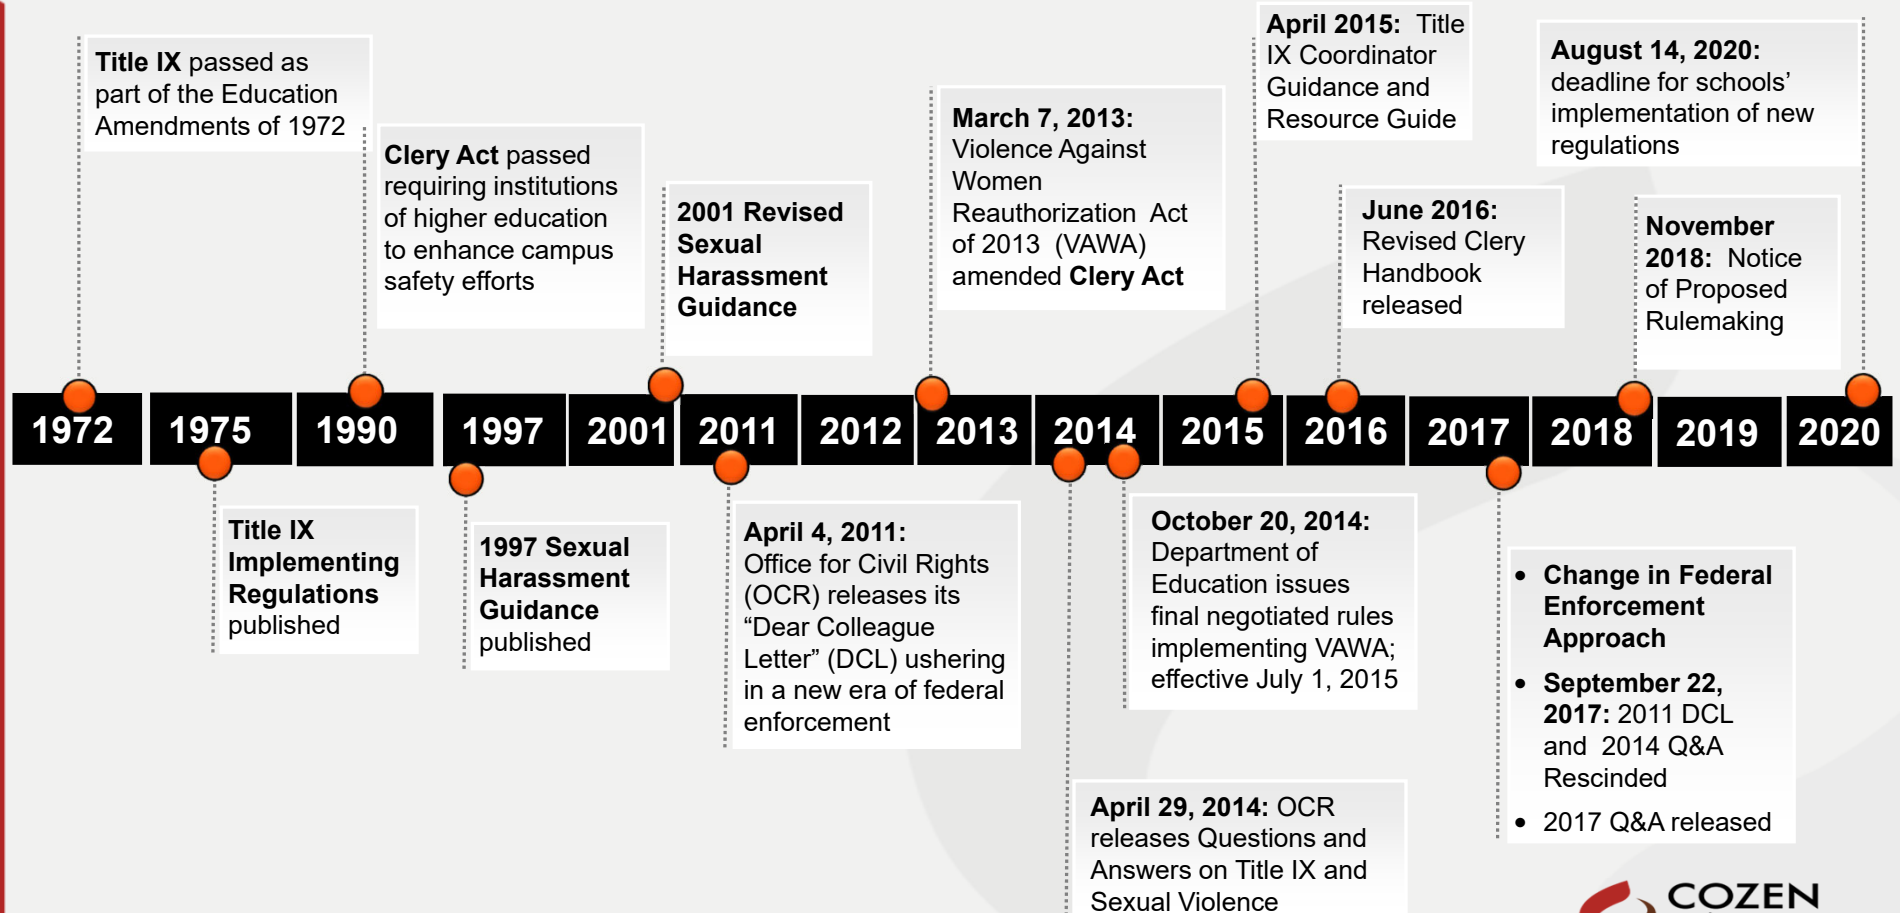 Title IX passed as
part of the Education
Amendments of 1972
Clery Act passed
requiring institutions
of higher education
to enhance campus
safety efforts
2001 Revised
Sexual
Harassment
Guidance
March 7, 2013:
Violence Against
Women
Reauthorization Act
of 2013 (VAWA)
amended Clery Act
April 2015: Title
IX Coordinator
Guidance and
Resource Guide
June 2016:
Revised Clery
Handbook
released
August 14, 2020:
deadline for schools’
implementation of new
regulations
November
2018: Notice
of Proposed
Rulemaking
1972 1975 1990 1997 2001 2011 2012 2013 2014 2015 2016 2017 2018 2019 2020
Title IX
Implementing
Regulations
published
1997 Sexual
Harassment
Guidance
published
April 4, 2011:
Office for Civil Rights
(OCR) releases its
“Dear Colleague
Letter” (DCL) ushering
in a new era of federal
enforcement
October 20, 2014:
Department of
Education issues
final negotiated rules
implementing VAWA;
effective July 1, 2015
April 29, 2014: OCR
releases Questions and
Answers on Title IX and
Sexual Violence
• Change in Federal
Enforcement
Approach
• September 22,
2017: 2011 DCL
and 2014 Q&A
Rescinded
• 2017 Q&A released
COZEN